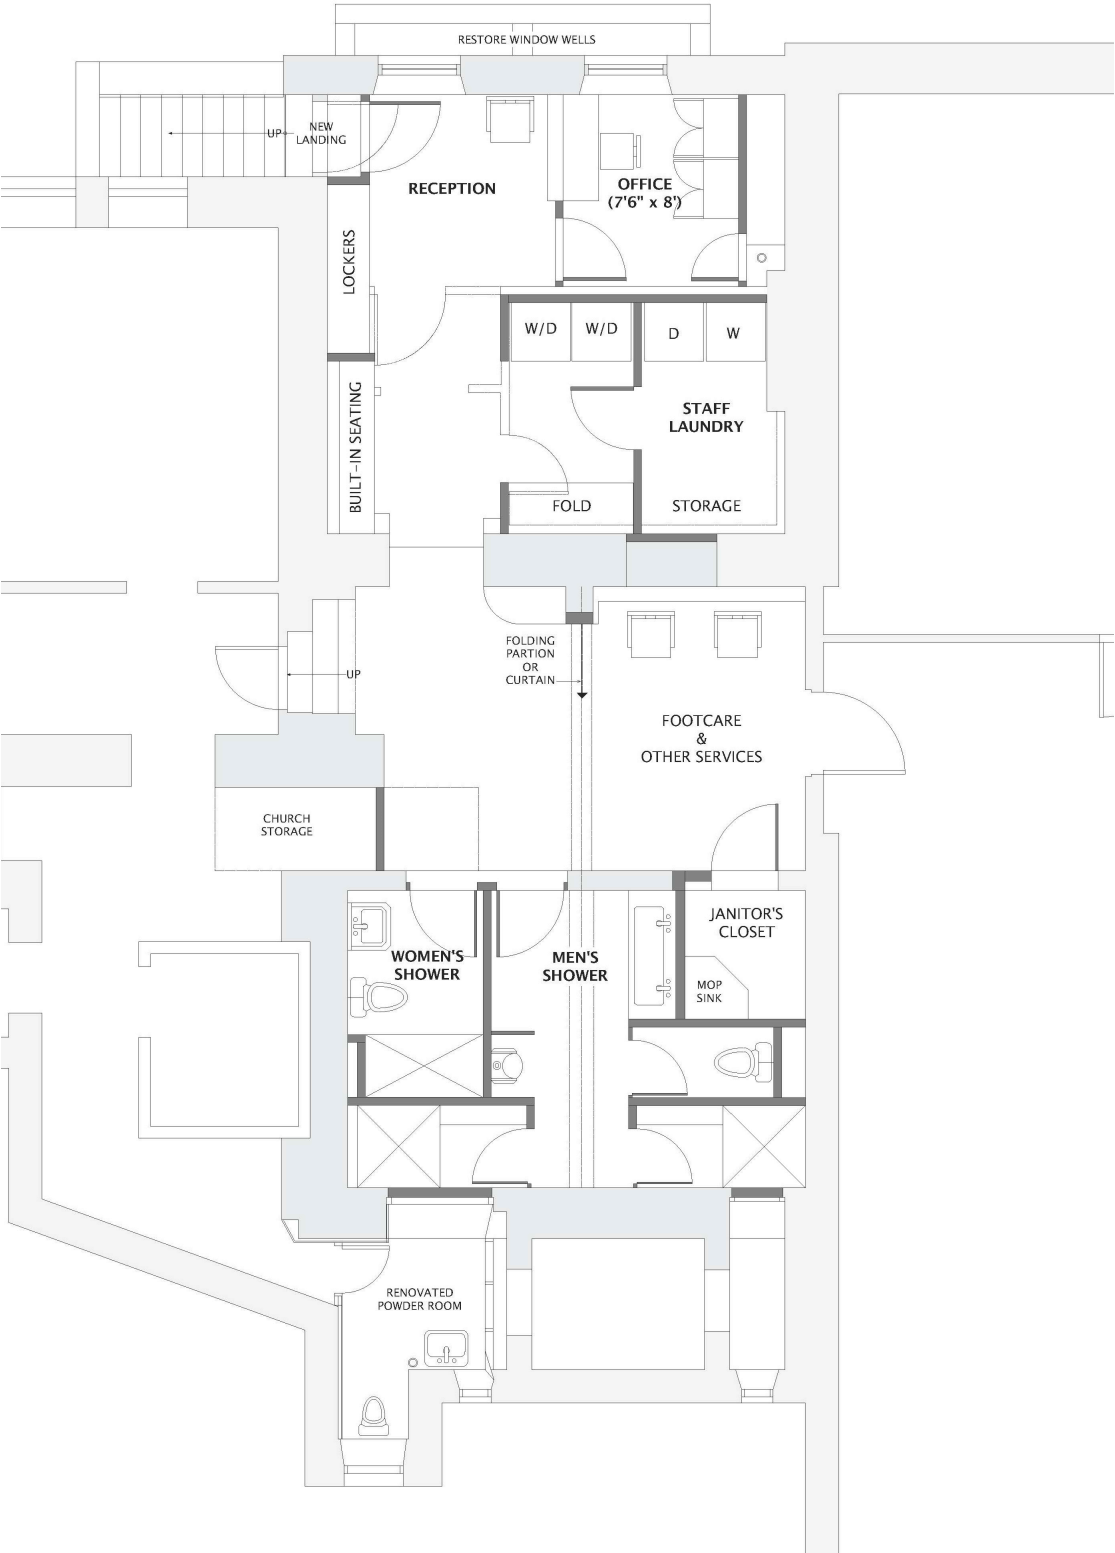 RESTORE WINDOW WELLS
UP
NEW
LANDING
RECEPTION
OFFICE
(7'6" x 8')
LOCKERS
W/D
W/D
D
W
BUILT-IN SEATING
STAFF
LAUNDRY
FOLD
STORAGE
FOLDING
PARTION
OR
CURTAIN
UP
FOOTCARE
&
OTHER SERVICES
CHURCH
STORAGE
JANITOR'S
CLOSET
WOMEN'S
SHOWER
MEN'S
SHOWER
MOP
SINK
RENOVATED
POWDER ROOM